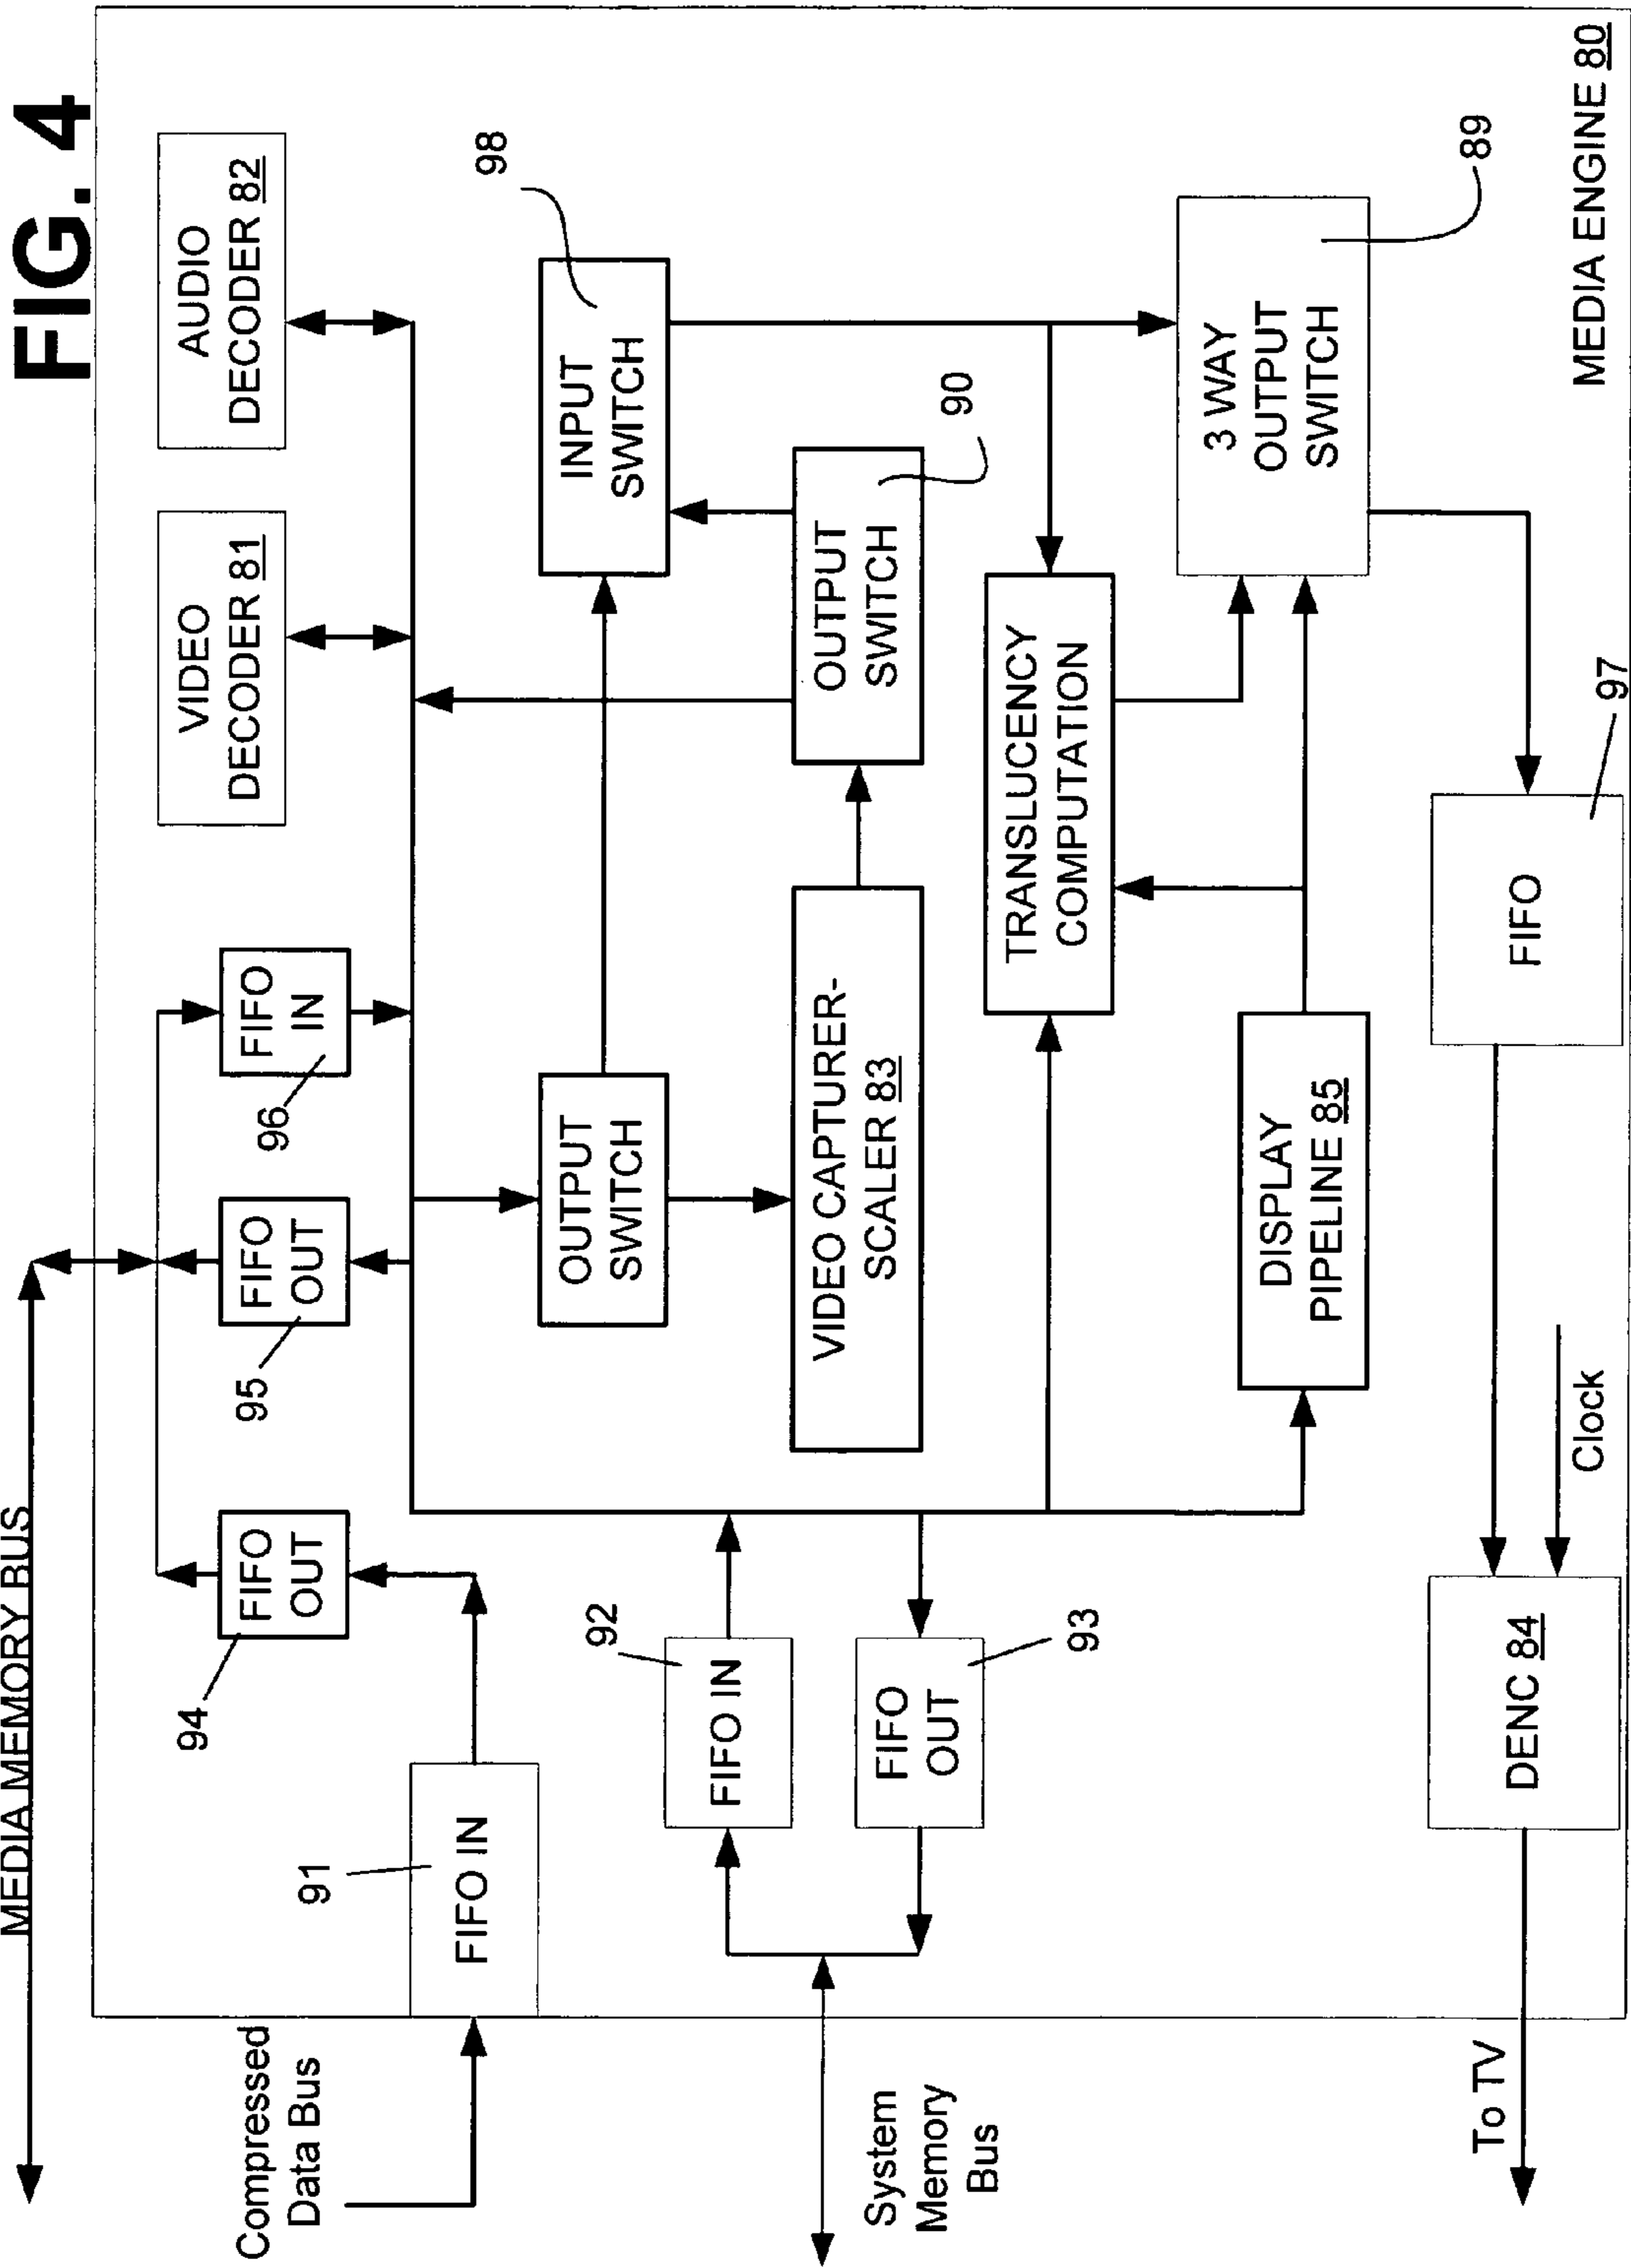 FIG. 4
MEDIA MEMORY BUS
94
FIFO
OUT
95
FIFO
OUT
96
FIFO
IN
VIDEO
DECODER 81
AUDIO
DECODER 82
Compressed
Data Bus
91
FIFO IN
OUTPUT
SWITCH
INPUT
SWITCH
98
92
FIFO IN
System
Memory
Bus
FIFO
OUT
93
VIDEO CAPTURER-
SCALER 83
OUTPUT
SWITCH
90
TRANSLUCENCY
COMPUTATION
DISPLAY
PIPELINE 85
3 WAY
OUTPUT
SWITCH
89
To TV
DENC 84
Clock
FIFO
97
MEDIA ENGINE 80